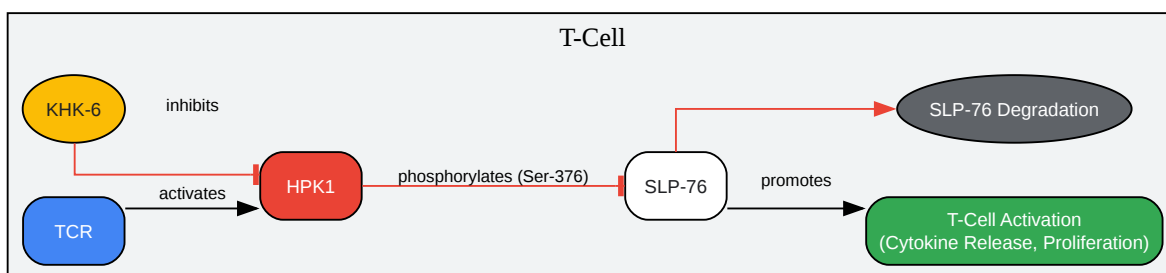 T-Cell
KHK-6
inhibits
SLP-76 Degradation
HPK1
phosphorylates (Ser-376)
SLP-76
activates
promotes
TCR
T-Cell Activation
(Cytokine Release, Proliferation)